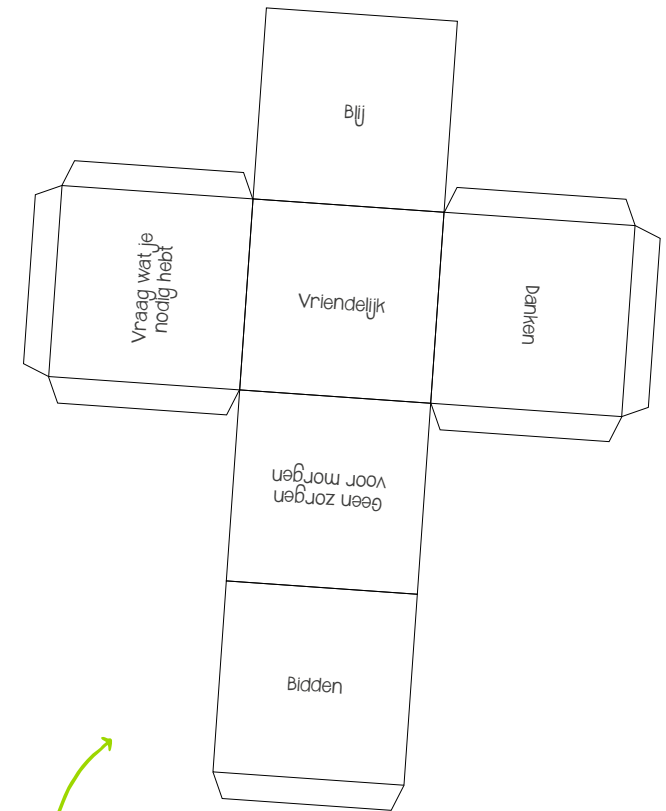 Blij
Vraag wat je
nodig hebt
Vriendelijk
Danken
Geen zorgen
voor morgen
Bidden